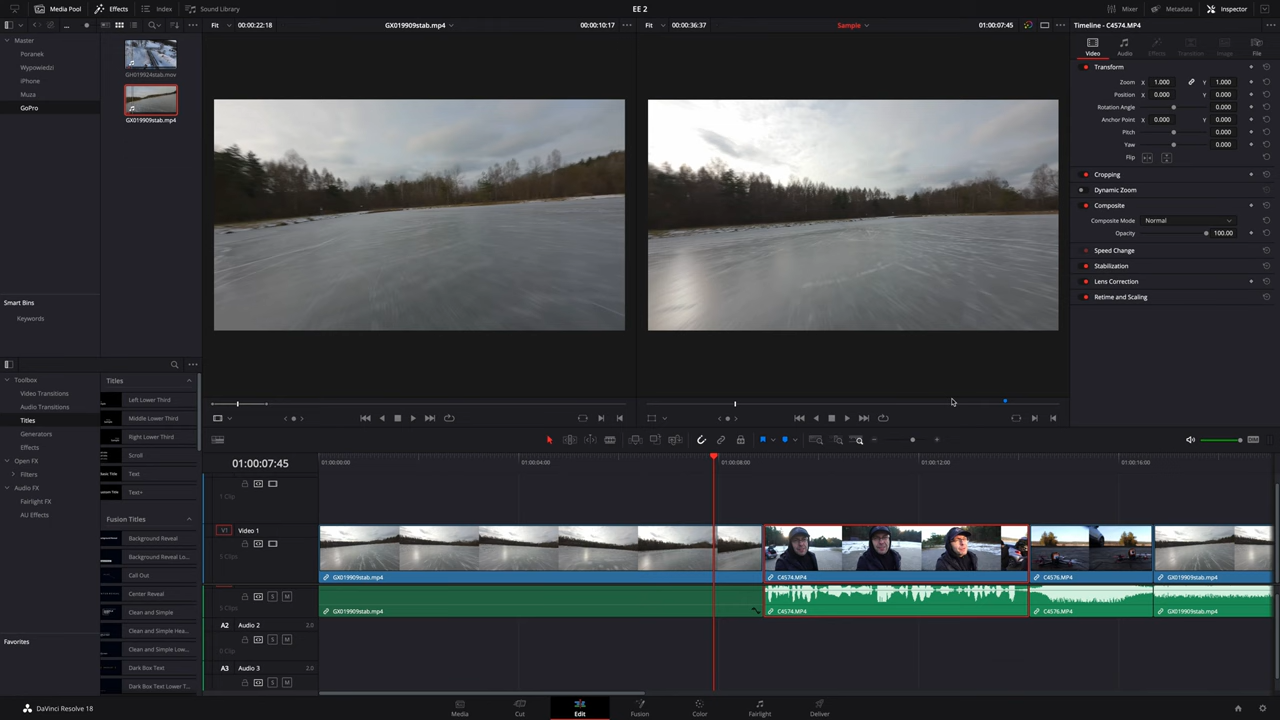 Media Pool
Effects
Index
Sound Library
EE 2
Mixer
Metadata
Inspector
...
Fit
00:00:22:18
GX019909stab.mp4
00:00:10:17
Fit
00:00:36:37
Sample
01:00:07:45
Timeline - C4574.MP4
Master
Poranek
Wypowiedzi
iPhone
Muza
GoPro
GH019924stab.mov
GX019909stab.mp4
Video
Audio
Effects
Transition
Image
File
Transform
Zoom X 1.000 Y 1.000
Position X 0.000 Y 0.000
Rotation Angle 0.000
Anchor Point X 0.000 Y 0.000
Pitch 0.000
Yaw 0.000
Flip
Cropping
Dynamic Zoom
Composite
Composite Mode Normal
Opacity 100.00
Speed Change
Stabilization
Lens Correction
Retime and Scaling
Smart Bins
Keywords
Toolbox
Video Transitions
Audio Transitions
Titles
Generators
Effects
Open FX
Filters
Audio FX
Fairlight FX
AU Effects
Favorites
Titles
Left Lower Third
Middle Lower Third
Right Lower Third
Scroll
Text
Text+
Fusion Titles
Background Reveal
Background Reveal Lo...
Call Out
Center Reveal
Clean and Simple
Clean and Simple Hea...
Clean and Simple Low...
Dark Box Text
Dark Box Text Lower T...
DIM
01:00:07:45
01:00:00:00
01:00:04:00
01:00:08:00
01:00:12:00
01:00:16:00
1 Clip
V1 Video 1
5 Clips
GX019909stab.mp4
C4574.MP4
C4576.MP4
GX019909stab.mp4
S M
5 Clips
GX019909stab.mp4
C4574.MP4
C4576.MP4
GX019909stab.mp4
A2 Audio 2 2.0
S M
A3 Audio 3 2.0
S M
DaVinci Resolve 18
Media
Cut
Edit
Fusion
Color
Fairlight
Deliver